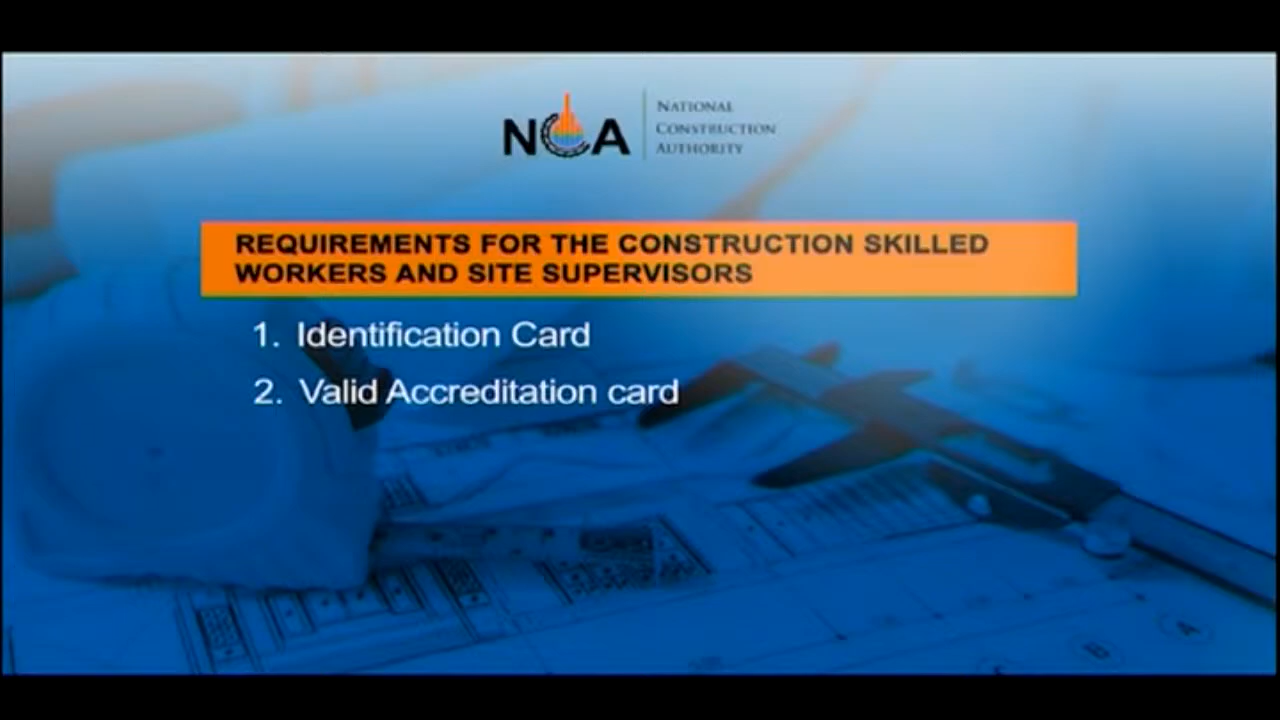 NCA
NATIONAL
CONSTRUCTION
AUTHORITY
REQUIREMENTS FOR THE CONSTRUCTION SKILLED
WORKERS AND SITE SUPERVISORS
1. Identification Card
2. Valid Accreditation card
B
A